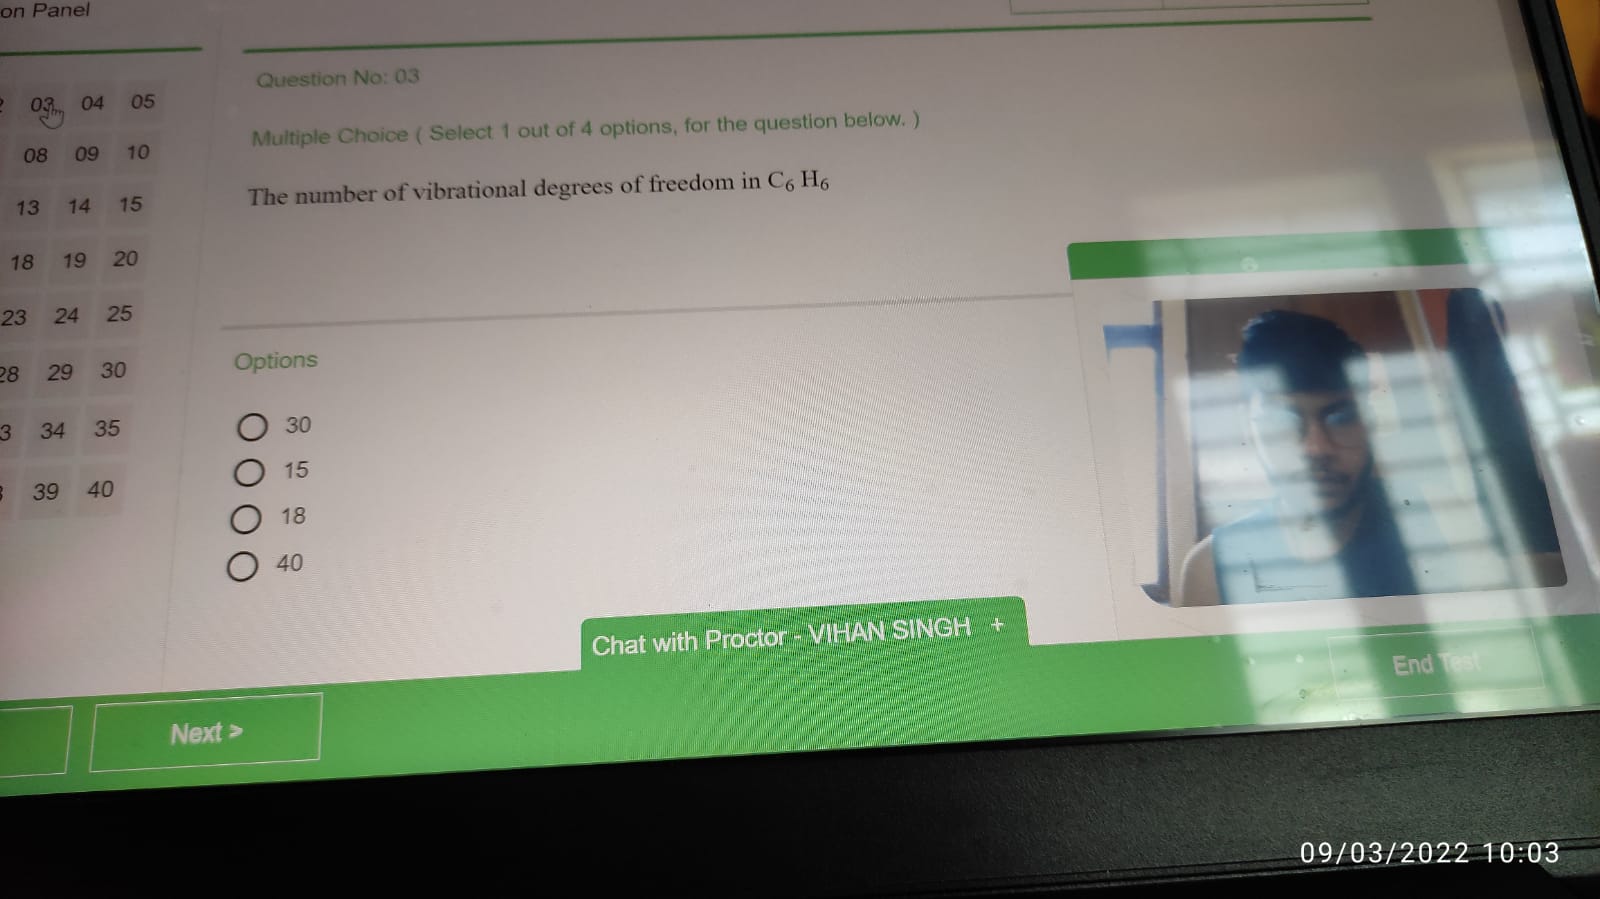 on Panel
03 04 05
08 09 10
13 14 15
18 19 20
23 24 25
28 29 30
3 34 35
39 40
Question No: 03
Multiple Choice ( Select 1 out of 4 options, for the question below. )
The number of vibrational degrees of freedom in C6 H6
Options
30
15
18
40
Chat with Proctor - VIHAN SINGH +
End Test
Next >
09/03/2022 10:03